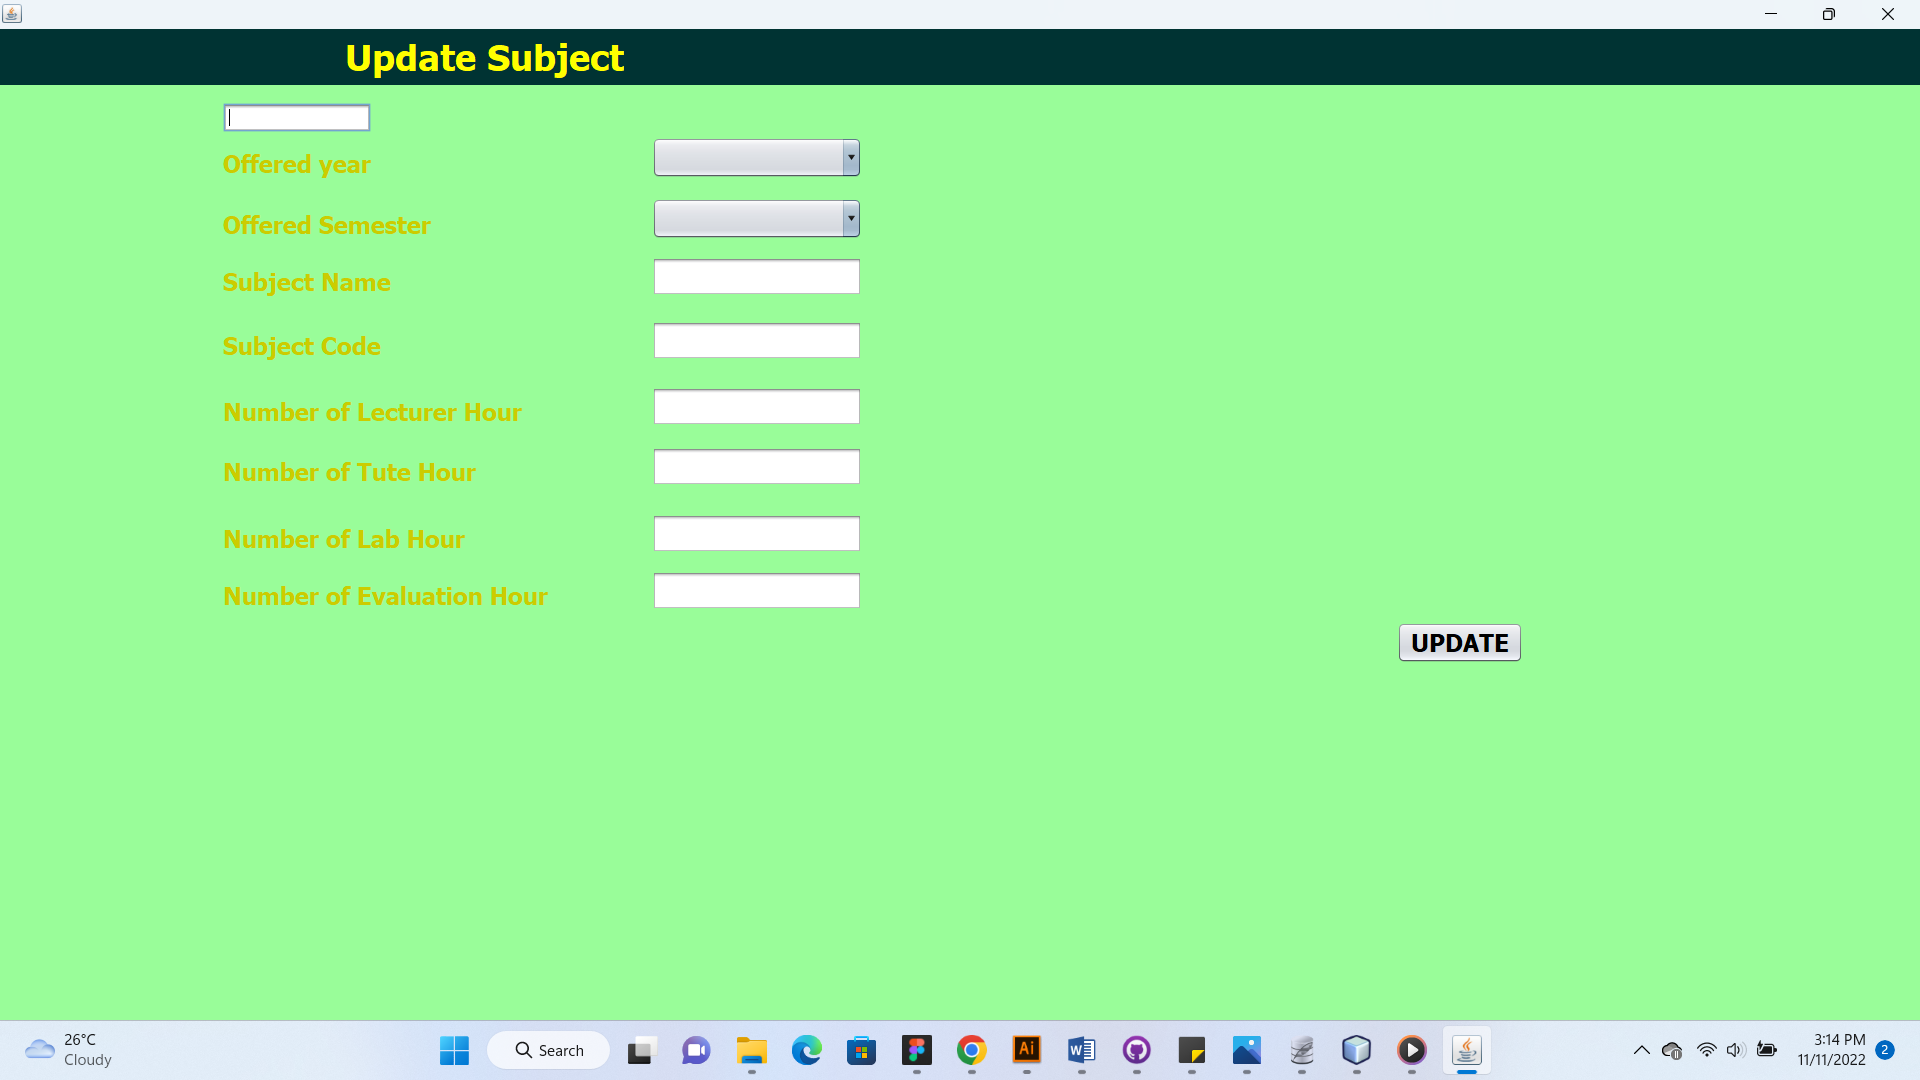 Update Subject
Offered year
Offered Semester
Subject Name
Subject Code
Number of Lecturer Hour
Number of Tute Hour
Number of Lab Hour
Number of Evaluation Hour
UPDATE
26°C
Cloudy
Search
Ai
W
3:14 PM
11/11/2022
2